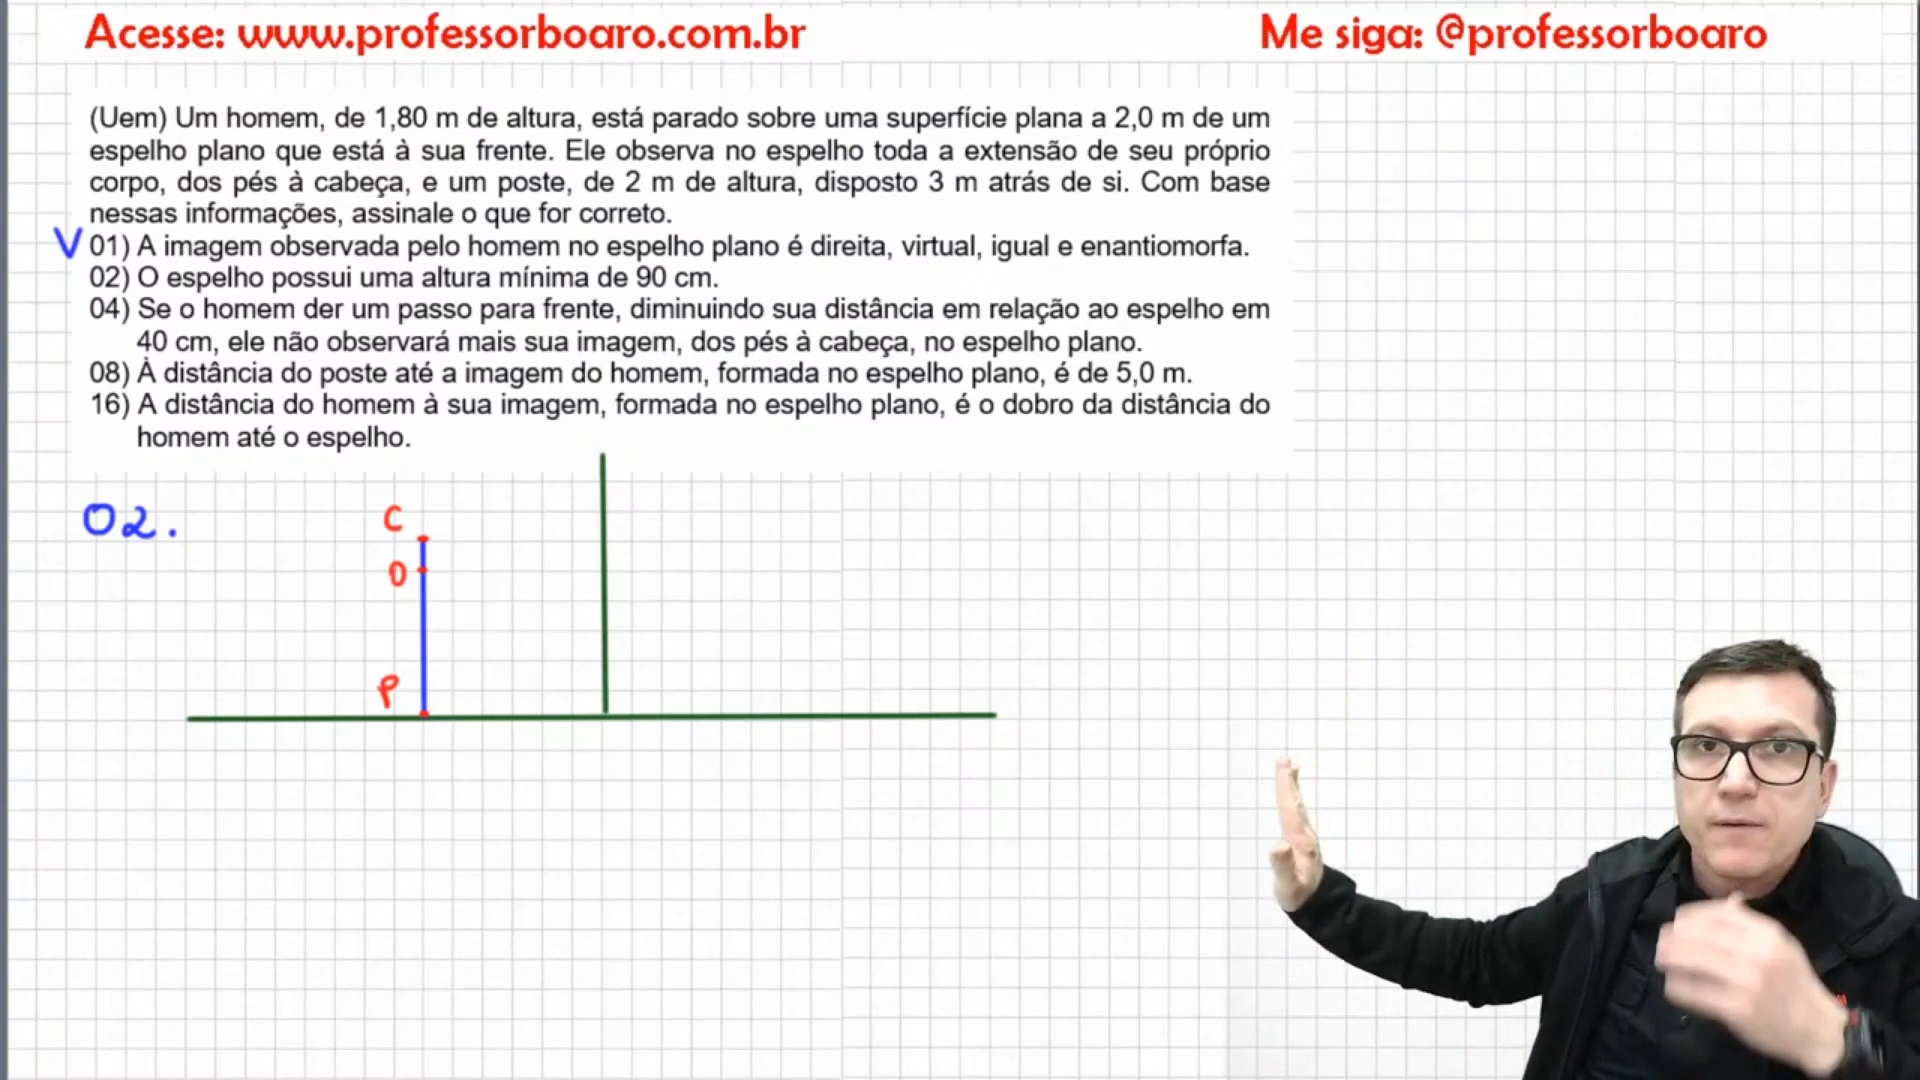 Acesse: www.professorboaro.com.br
Me siga: @professorboaro
(Uem) Um homem, de 1,80 m de altura, está parado sobre uma superfície plana a 2,0 m de um
espelho plano que está à sua frente. Ele observa no espelho toda a extensão de seu próprio
corpo, dos pés à cabeça, e um poste, de 2 m de altura, disposto 3 m atrás de si. Com base
nessas informações, assinale o que for correto.
V 01) A imagem observada pelo homem no espelho plano é direita, virtual, igual e enantiomorfa.
02) O espelho possui uma altura mínima de 90 cm.
04) Se o homem der um passo para frente, diminuindo sua distância em relação ao espelho em
40 cm, ele não observará mais sua imagem, dos pés à cabeça, no espelho plano.
08) À distância do poste até a imagem do homem, formada no espelho plano, é de 5,0 m.
16) A distância do homem à sua imagem, formada no espelho plano, é o dobro da distância do
homem até o espelho.
02.
C
O
P